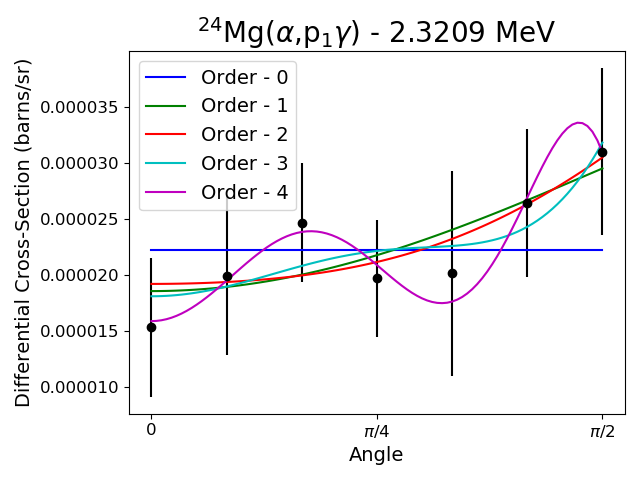 ²⁴Mg(α,p₁γ) - 2.3209 MeV
Differential Cross-Section (barns/sr)
0.000035
0.000030
0.000025
0.000020
0.000015
0.000010
Order - 0
Order - 1
Order - 2
Order - 3
Order - 4
0
π/4
π/2
Angle